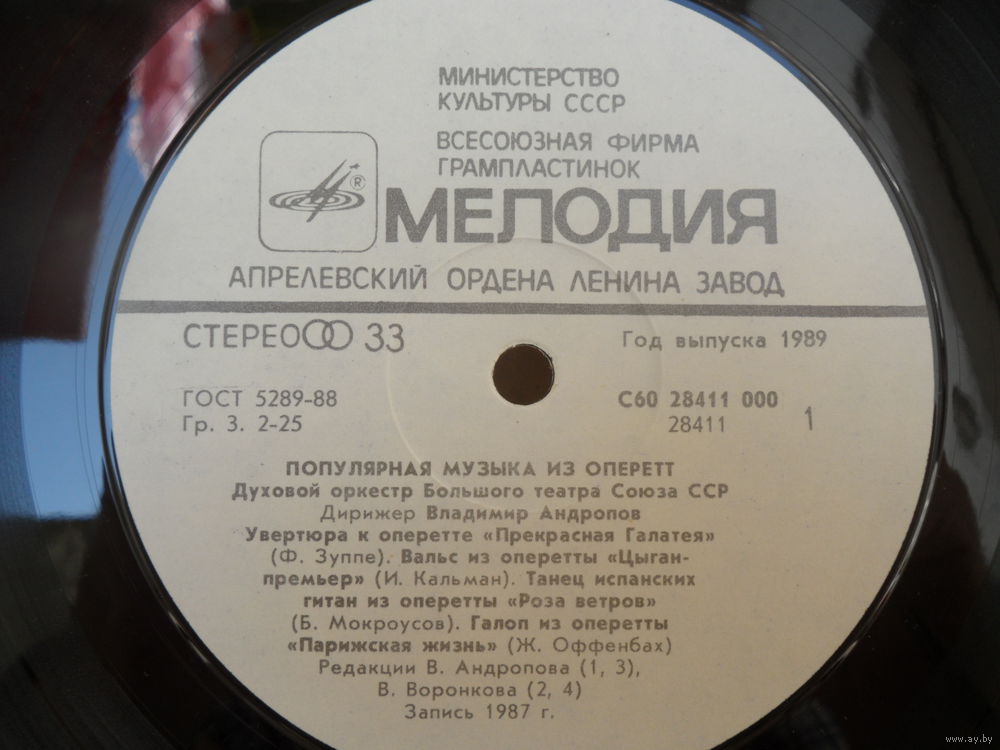 МИНИСТЕРСТВО
КУЛЬТУРЫ СССР
ВСЕСОЮЗНАЯ ФИРМА
ГРАМПЛАСТИНОК
®
МЕЛОДИЯ
АПРЕЛЕВСКИЙ ОРДЕНА ЛЕНИНА ЗАВОД
СТЕРЕО 33
Год выпуска 1989
ГОСТ 5289-88
Гр. 3. 2-25
С60 28411 000
28411
1
ПОПУЛЯРНАЯ МУЗЫКА ИЗ ОПЕРЕТТ
Духовой оркестр Большого театра Союза ССР
Дирижер Владимир Андропов
Увертюра к оперетте «Прекрасная Галатея»
(Ф. Зуппе). Вальс из оперетты «Цыган-
премьер» (И. Кальман). Танец испанских
гитан из оперетты «Роза ветров»
(Б. Мокроусов). Галоп из оперетты
«Парижская жизнь» (Ж. Оффенбах)
Редакции В. Андропова (1, 3),
В. Воронкова (2, 4)
Запись 1987 г.
www.ay.by